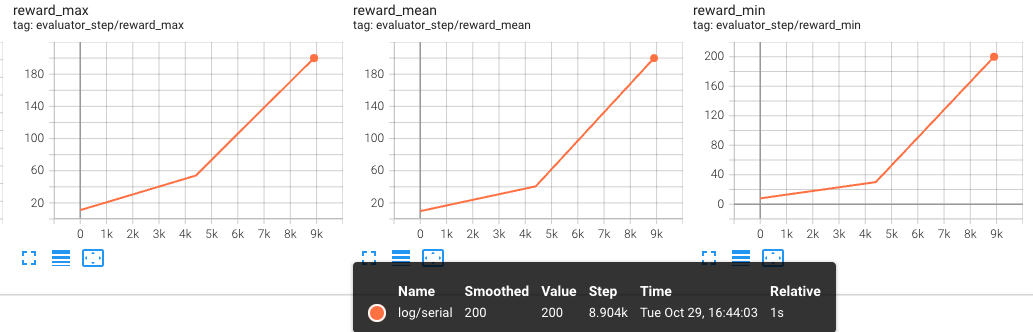 reward_max
tag: evaluator_step/reward_max
180
140
100
60
20
0 1k 2k 3k 4k 5k 6k 7k 8k 9k
reward_mean
tag: evaluator_step/reward_mean
180
140
100
60
20
0 1k 2k 3k 4k 5k 6k 7k 8k 9k
reward_min
tag: evaluator_step/reward_min
200
160
120
80
40
0
0 1k 2k 3k 4k 5k 6k 7k 8k 9k
Name Smoothed Value Step Time Relative
log/serial 200 200 8.904k Tue Oct 29, 16:44:03 1s